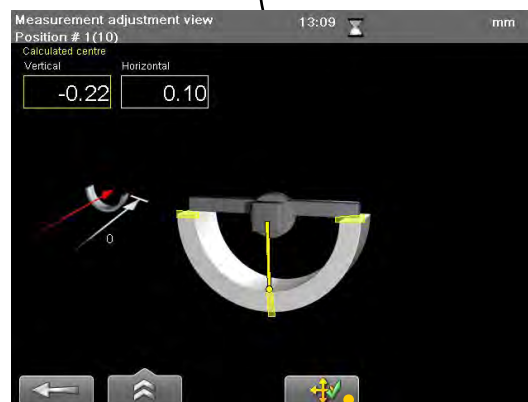 Measurement adjustment view 13:09 mm
Position # 1(10)
Calculated centre
Vertical Horizontal
-0.22 0.10
0